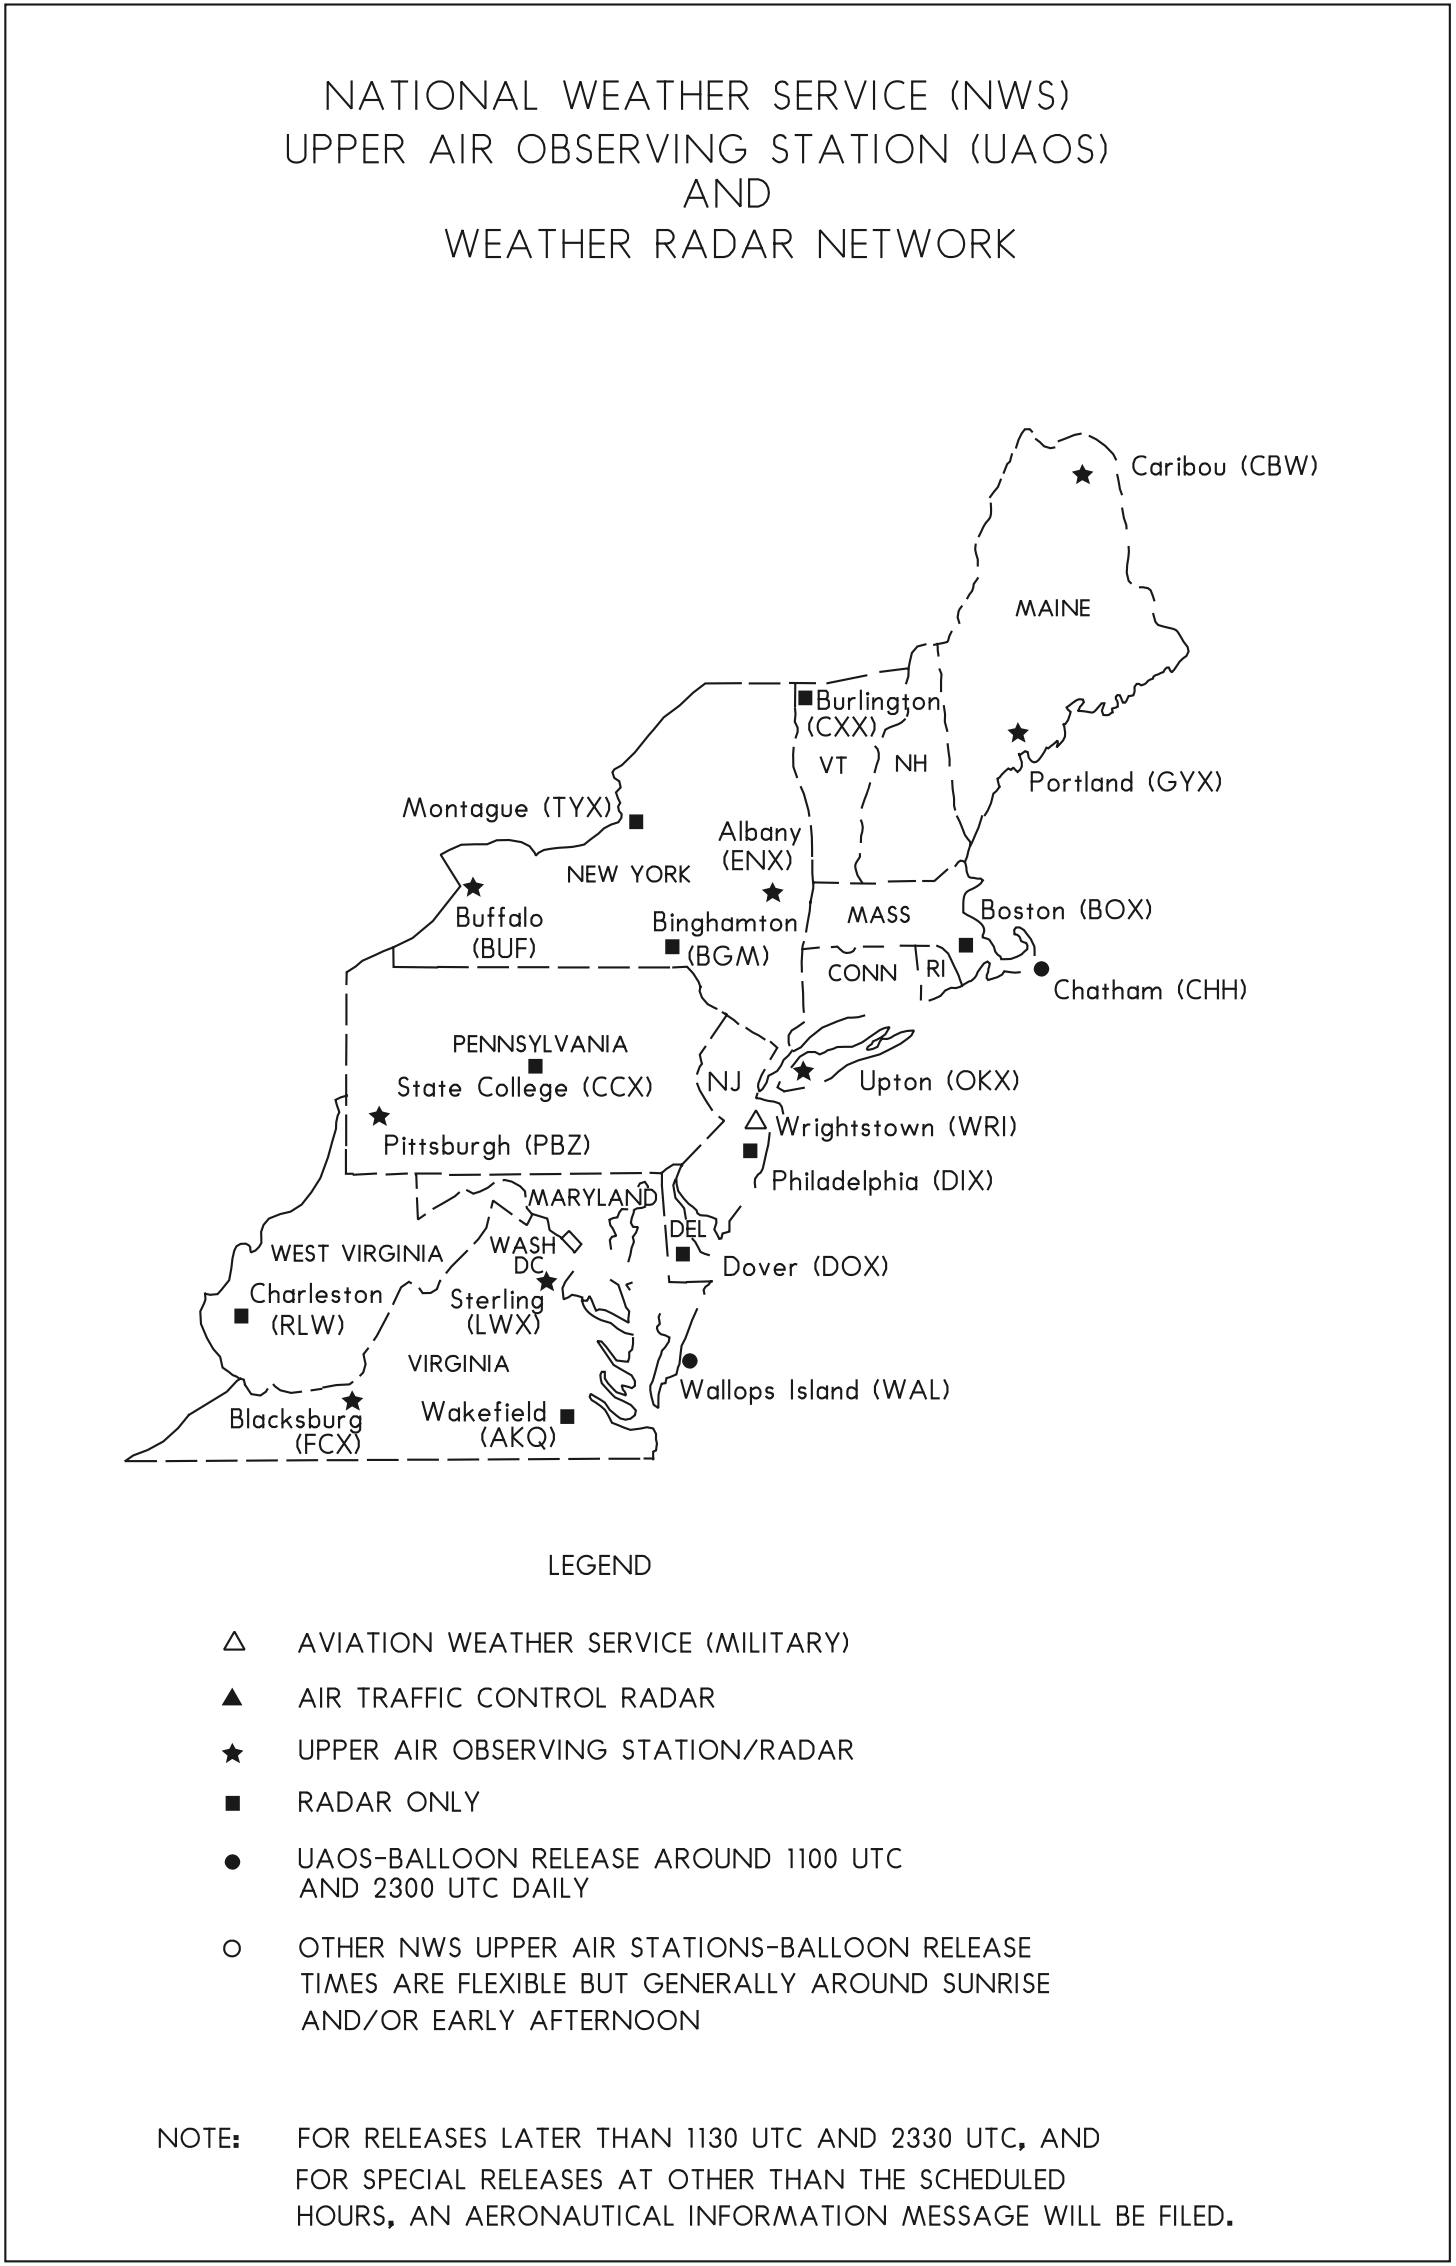 NATIONAL WEATHER SERVICE (NWS)
UPPER AIR OBSERVING STATION (UAOS)
AND
WEATHER RADAR NETWORK
Caribou (CBW)
MAINE
Burlington
(CXX)
VT
NH
Portland (GYX)
Montague (TYX)
Albany
(ENX)
NEW YORK
Buffalo
(BUF)
Binghamton
(BGM)
MASS
Boston (BOX)
CONN
RI
Chatham (CHH)
PENNSYLVANIA
State College (CCX)
NJ
Upton (OKX)
Wrightstown (WRI)
Pittsburgh (PBZ)
Philadelphia (DIX)
MARYLAND
DEL
WASH
DC
WEST VIRGINIA
Dover (DOX)
Charleston
(RLW)
Sterling
(LWX)
VIRGINIA
Wallops Island (WAL)
Blacksburg
(FCX)
Wakefield
(AKQ)
LEGEND
AVIATION WEATHER SERVICE (MILITARY)
AIR TRAFFIC CONTROL RADAR
UPPER AIR OBSERVING STATION/RADAR
RADAR ONLY
UAOS-BALLOON RELEASE AROUND 1100 UTC
AND 2300 UTC DAILY
OTHER NWS UPPER AIR STATIONS-BALLOON RELEASE
TIMES ARE FLEXIBLE BUT GENERALLY AROUND SUNRISE
AND/OR EARLY AFTERNOON
NOTE: FOR RELEASES LATER THAN 1130 UTC AND 2330 UTC, AND
FOR SPECIAL RELEASES AT OTHER THAN THE SCHEDULED
HOURS, AN AERONAUTICAL INFORMATION MESSAGE WILL BE FILED.